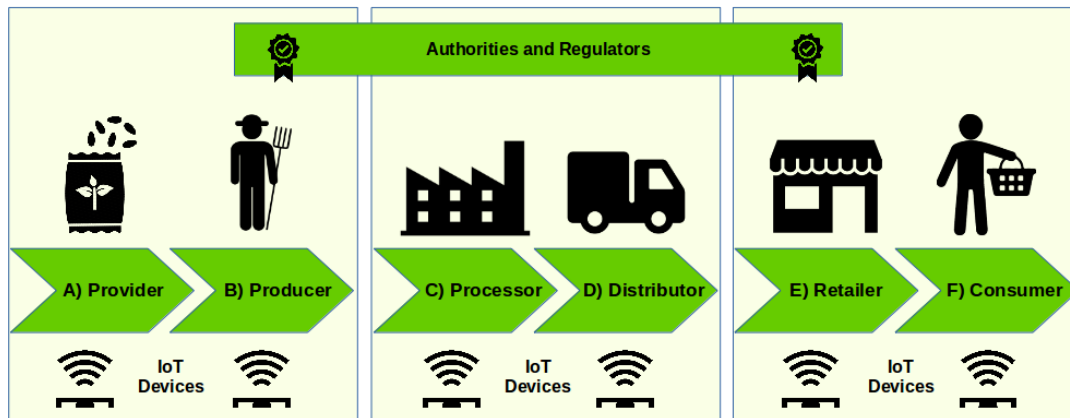 Authorities and Regulators
A) Provider
B) Producer
C) Processor
D) Distributor
E) Retailer
F) Consumer
IoT
Devices
IoT
Devices
IoT
Devices